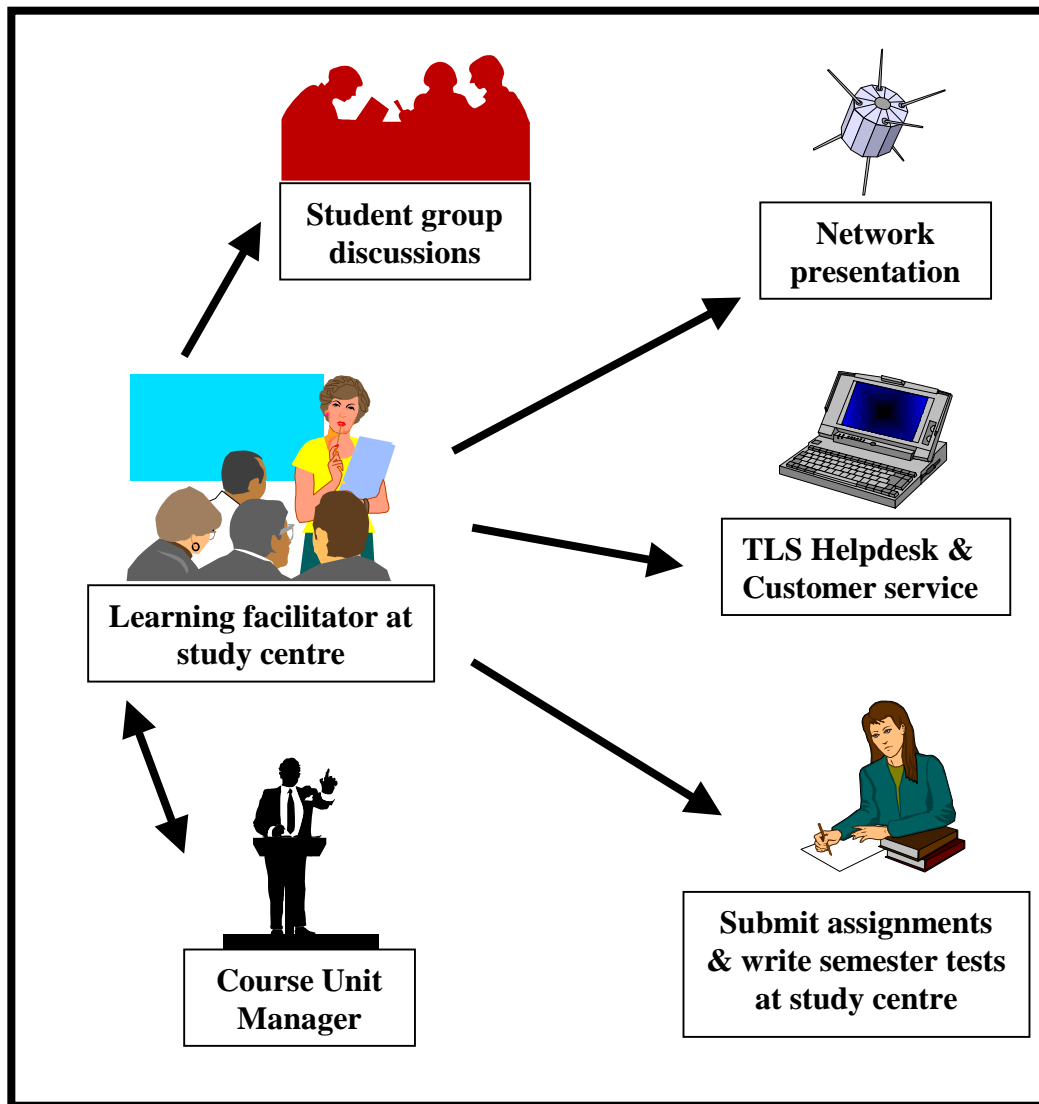 Student group
discussions
Network
presentation
TLS Helpdesk &
Customer service
Learning facilitator at
study centre
Course Unit
Manager
Submit assignments
& write semester tests
at study centre